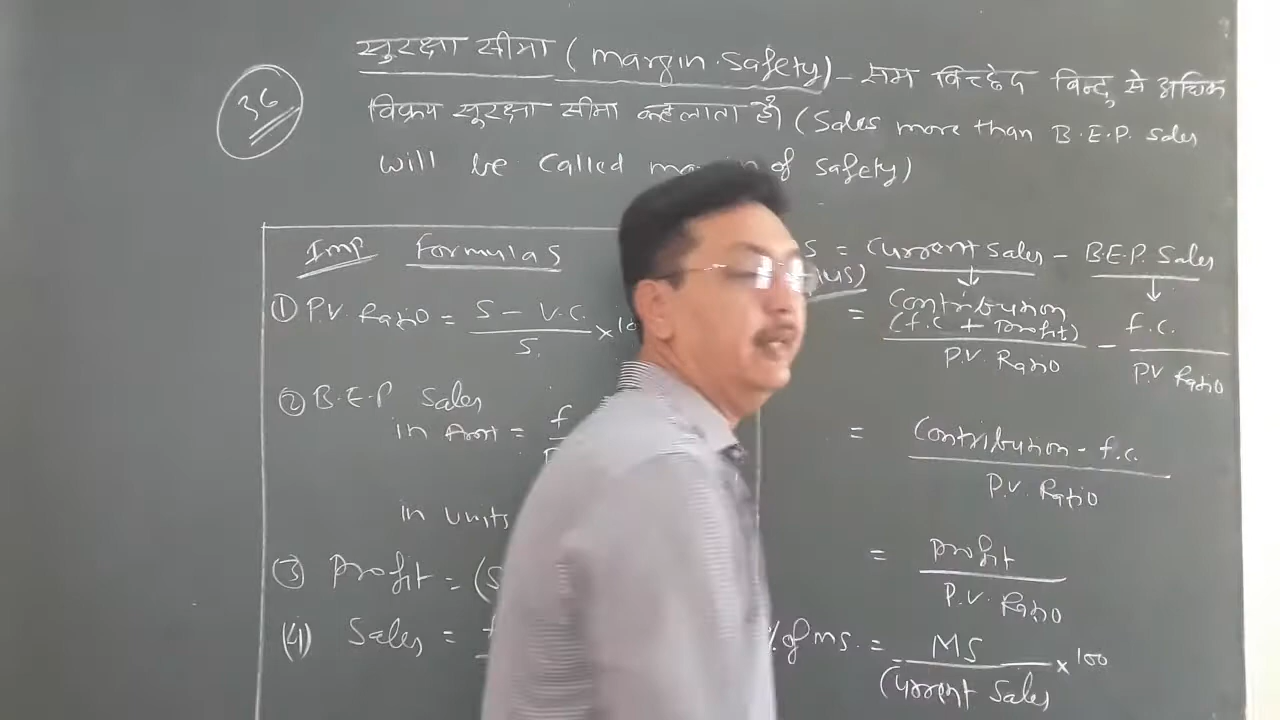 36
सुरक्षा सीमा (margin.safety) - सम विच्छेद बिन्दु से अधिक
विक्रय सुरक्षा सीमा कहलाता है। (Sales more than B.E.P. Sales
will be called of Safety)
Imp Formulas
① P.V. Ratio = S - V.C. / S. ×
② B.E.P Sales
in Amt =
in units
③ Profit = (S
(4) Sales =
S = Current Sales - B.E.P. Sales
= Contribution (f.c + Profit) / P.V. Ratio - f.c. / P.V Ratio
= Contribution - f.c. / P.V. Ratio
= Profit / P.V. Ratio
% of ms. = MS / Current Sales × 100